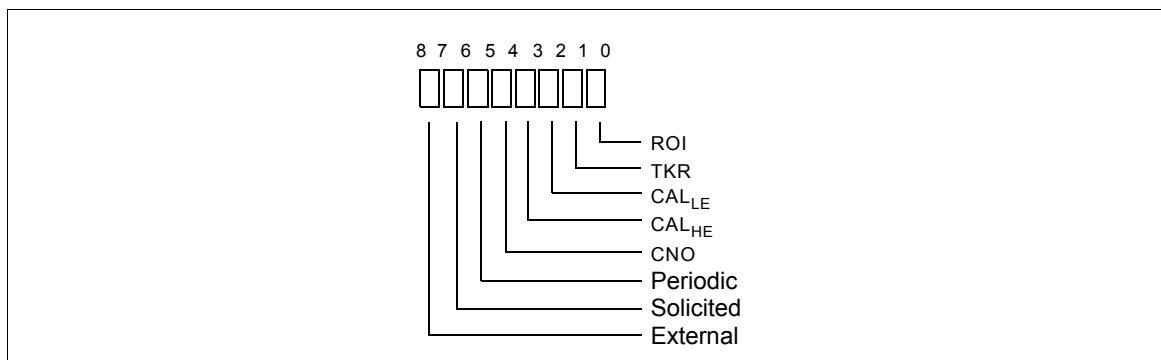 8 7 6 5 4 3 2 1 0
ROI
TKR
CAL_LE
CAL_HE
CNO
Periodic
Solicited
External